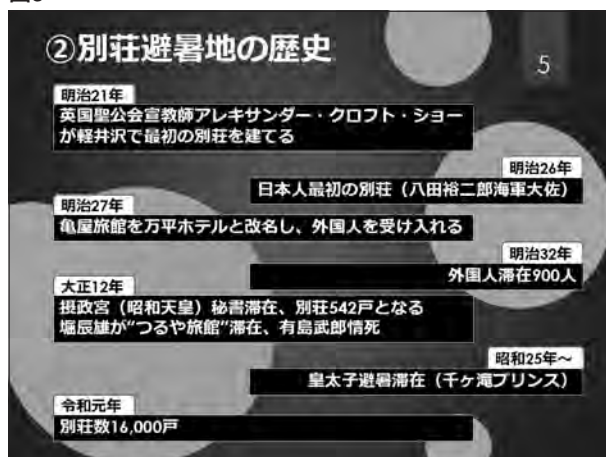 ②別荘避暑地の歴史
5
明治21年
英国聖公会宣教師アレキサンダー・クロフト・ショー
が軽井沢で最初の別荘を建てる
明治26年
日本人最初の別荘（八田裕二郎海軍大佐）
明治27年
亀屋旅館を万平ホテルと改名し、外国人を受け入れる
明治32年
外国人滞在900人
大正12年
摂政宮（昭和天皇）秘書滞在、別荘542戸となる
堀辰雄が“つるや旅館”滞在、有島武郎情死
昭和25年～
皇太子避暑滞在（千ヶ滝プリンス）
令和元年
別荘数16,000戸